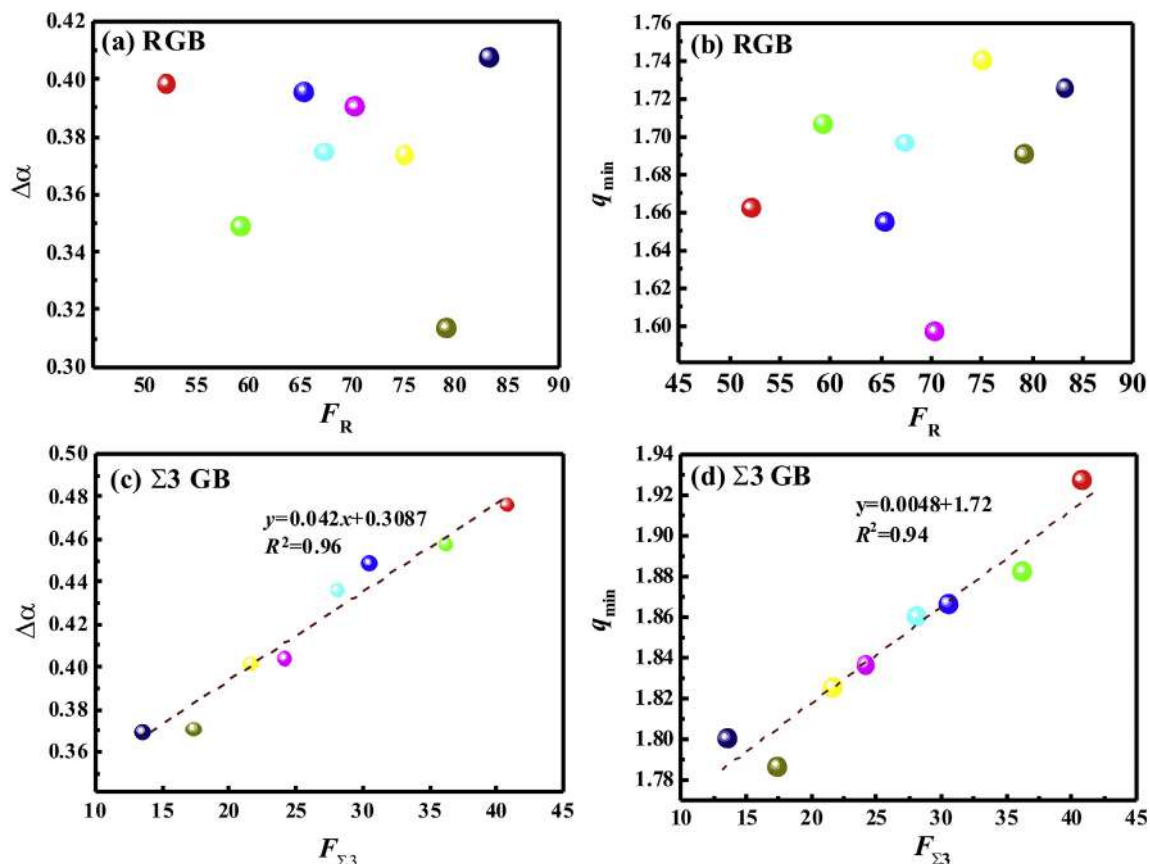 (a) RGB
0.42
0.40
0.38
0.36
0.34
0.32
0.30
Δα
50 55 60 65 70 75 80 85 90
F_R
(b) RGB
1.76
1.74
1.72
1.70
1.68
1.66
1.64
1.62
1.60
q_min
45 50 55 60 65 70 75 80 85 90
F_R
(c) Σ3 GB
y=0.042x+0.3087
R²=0.96
0.50
0.48
0.46
0.44
0.42
0.40
0.38
0.36
Δα
10 15 20 25 30 35 40 45
F_Σ3
(d) Σ3 GB
y=0.0048+1.72
R²=0.94
1.94
1.92
1.90
1.88
1.86
1.84
1.82
1.80
1.78
q_min
10 15 20 25 30 35 40 45
F_Σ3